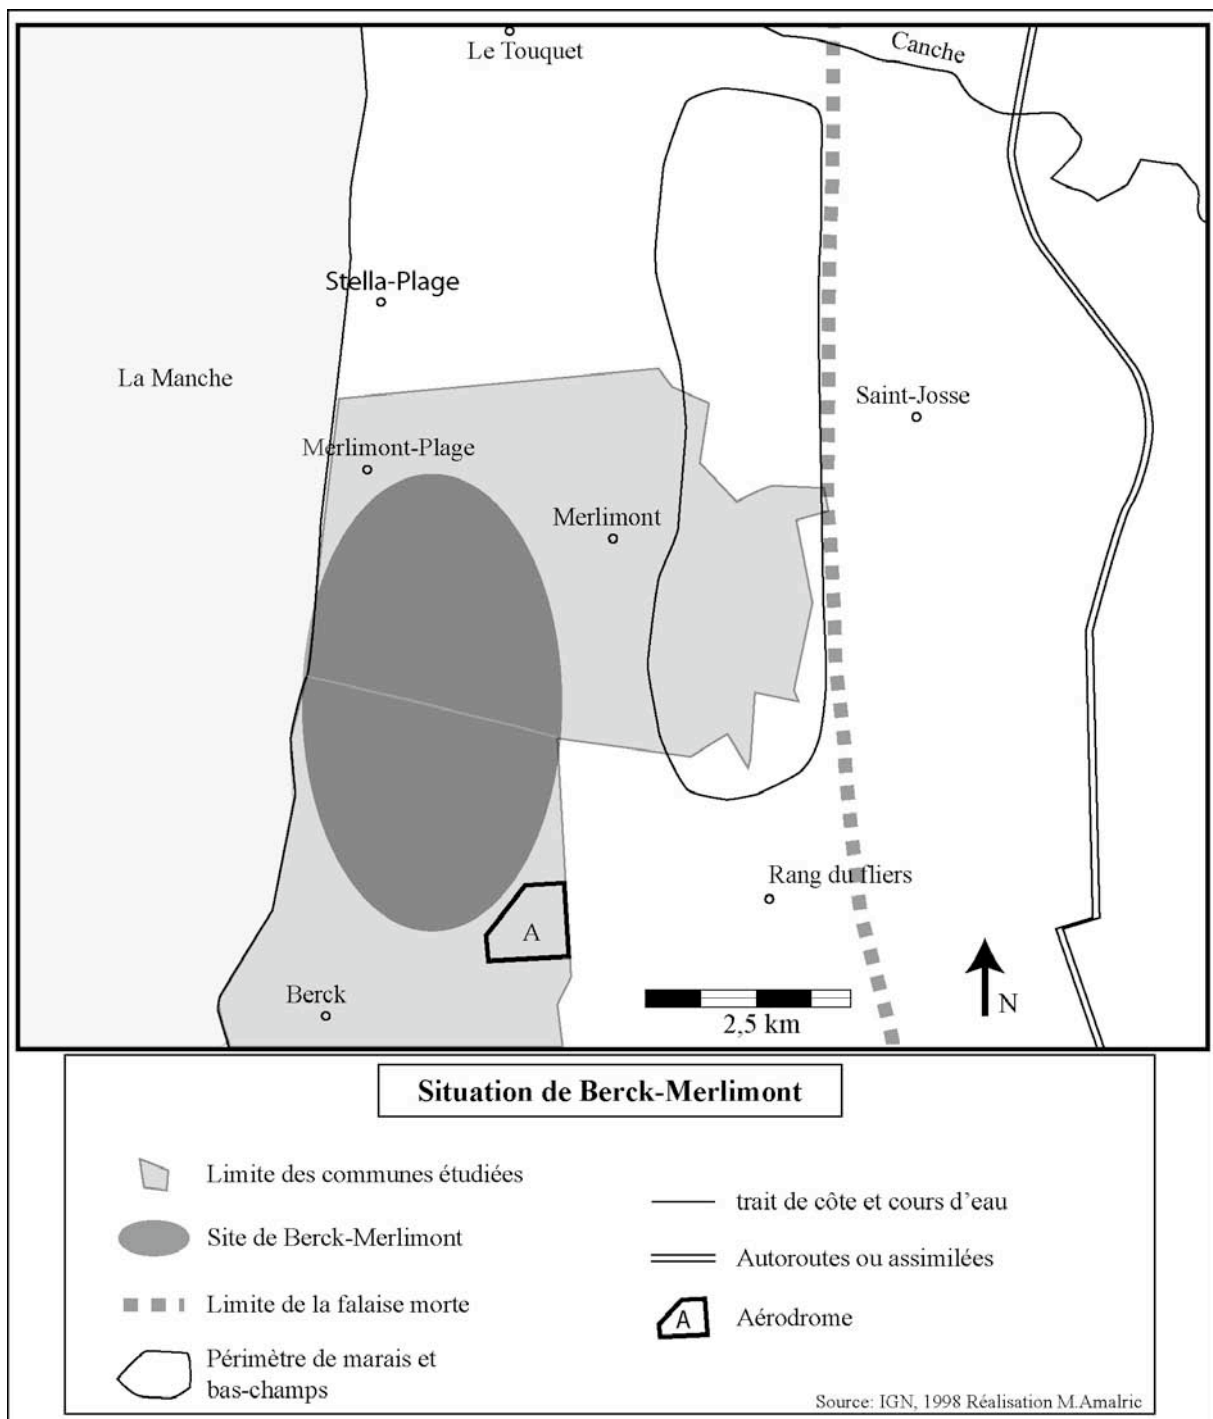 Le Touquet
Canche
Stella-Plage
La Manche
Saint-Josse
Merlimont-Plage
Merlimont
Rang du fliers
A
Berck
2,5 km
N
Situation de Berck-Merlimont
Limite des communes étudiées
Site de Berck-Merlimont
Limite de la falaise morte
Périmètre de marais et
bas-champs
trait de côte et cours d'eau
Autoroutes ou assimilées
A
Aérodrome
Source: IGN, 1998 Réalisation M.Amalric